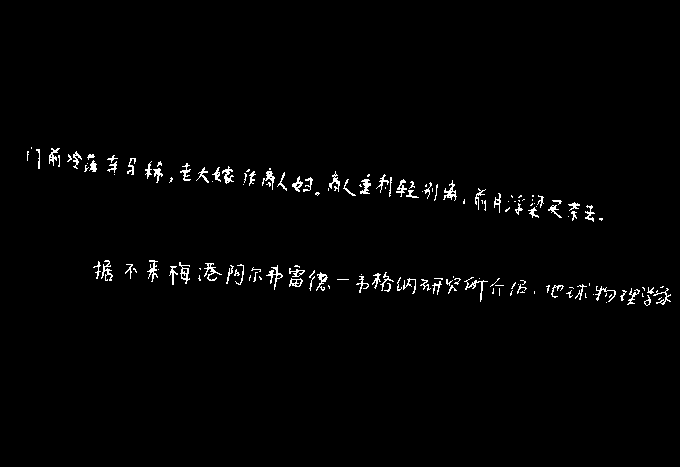 门前冷落车马稀，老大嫁作商人妇。商人重利轻别离，前月浮梁买茶去。
据不来梅港阿尔弗雷德－韦格纳研究所介绍，地球物理学家